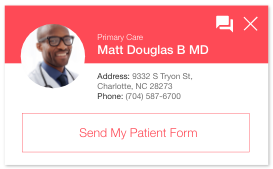 Primary Care
Matt Douglas B MD
Address: 9332 S Tryon St,
Charlotte, NC 28273
Phone: (704) 587-6700
Send My Patient Form